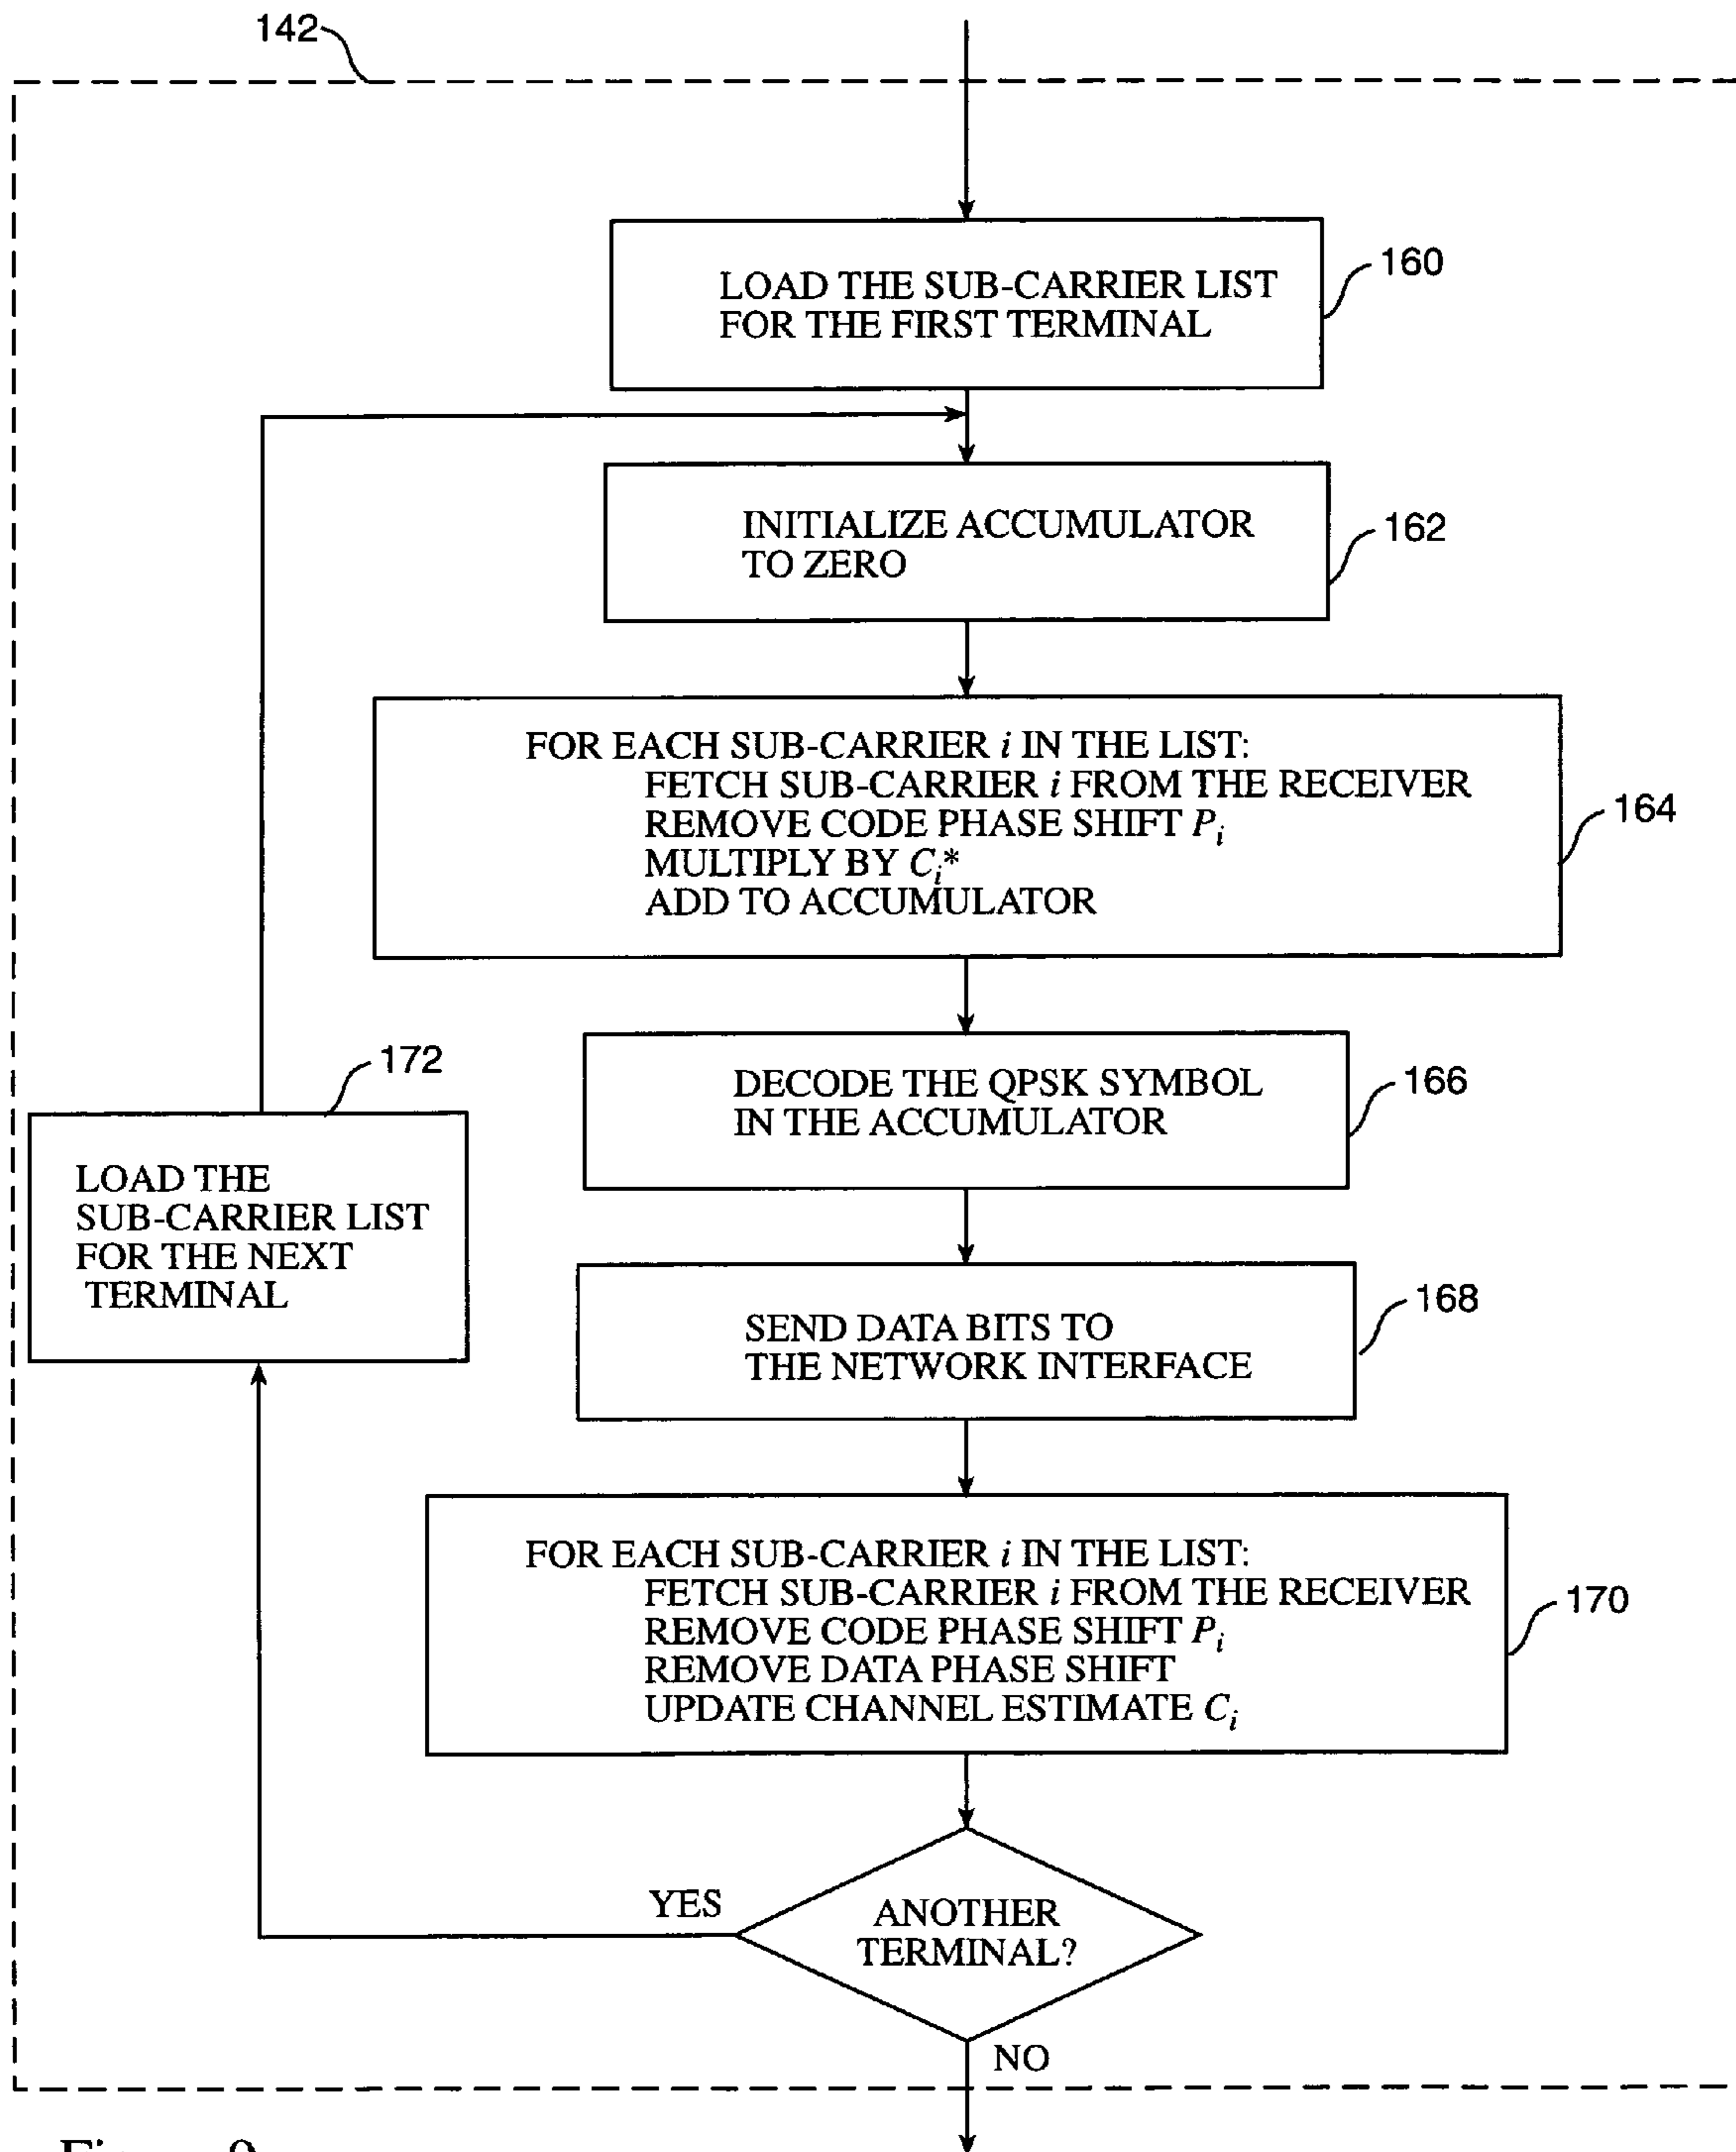 142
LOAD THE SUB-CARRIER LIST
FOR THE FIRST TERMINAL
160
INITIALIZE ACCUMULATOR
TO ZERO
162
FOR EACH SUB-CARRIER i IN THE LIST:
FETCH SUB-CARRIER i FROM THE RECEIVER
REMOVE CODE PHASE SHIFT Pi
MULTIPLY BY Ci*
ADD TO ACCUMULATOR
164
DECODE THE QPSK SYMBOL
IN THE ACCUMULATOR
166
172
LOAD THE
SUB-CARRIER LIST
FOR THE NEXT
TERMINAL
SEND DATA BITS TO
THE NETWORK INTERFACE
168
FOR EACH SUB-CARRIER i IN THE LIST:
FETCH SUB-CARRIER i FROM THE RECEIVER
REMOVE CODE PHASE SHIFT Pi
REMOVE DATA PHASE SHIFT
UPDATE CHANNEL ESTIMATE Ci
170
YES
ANOTHER
TERMINAL?
NO